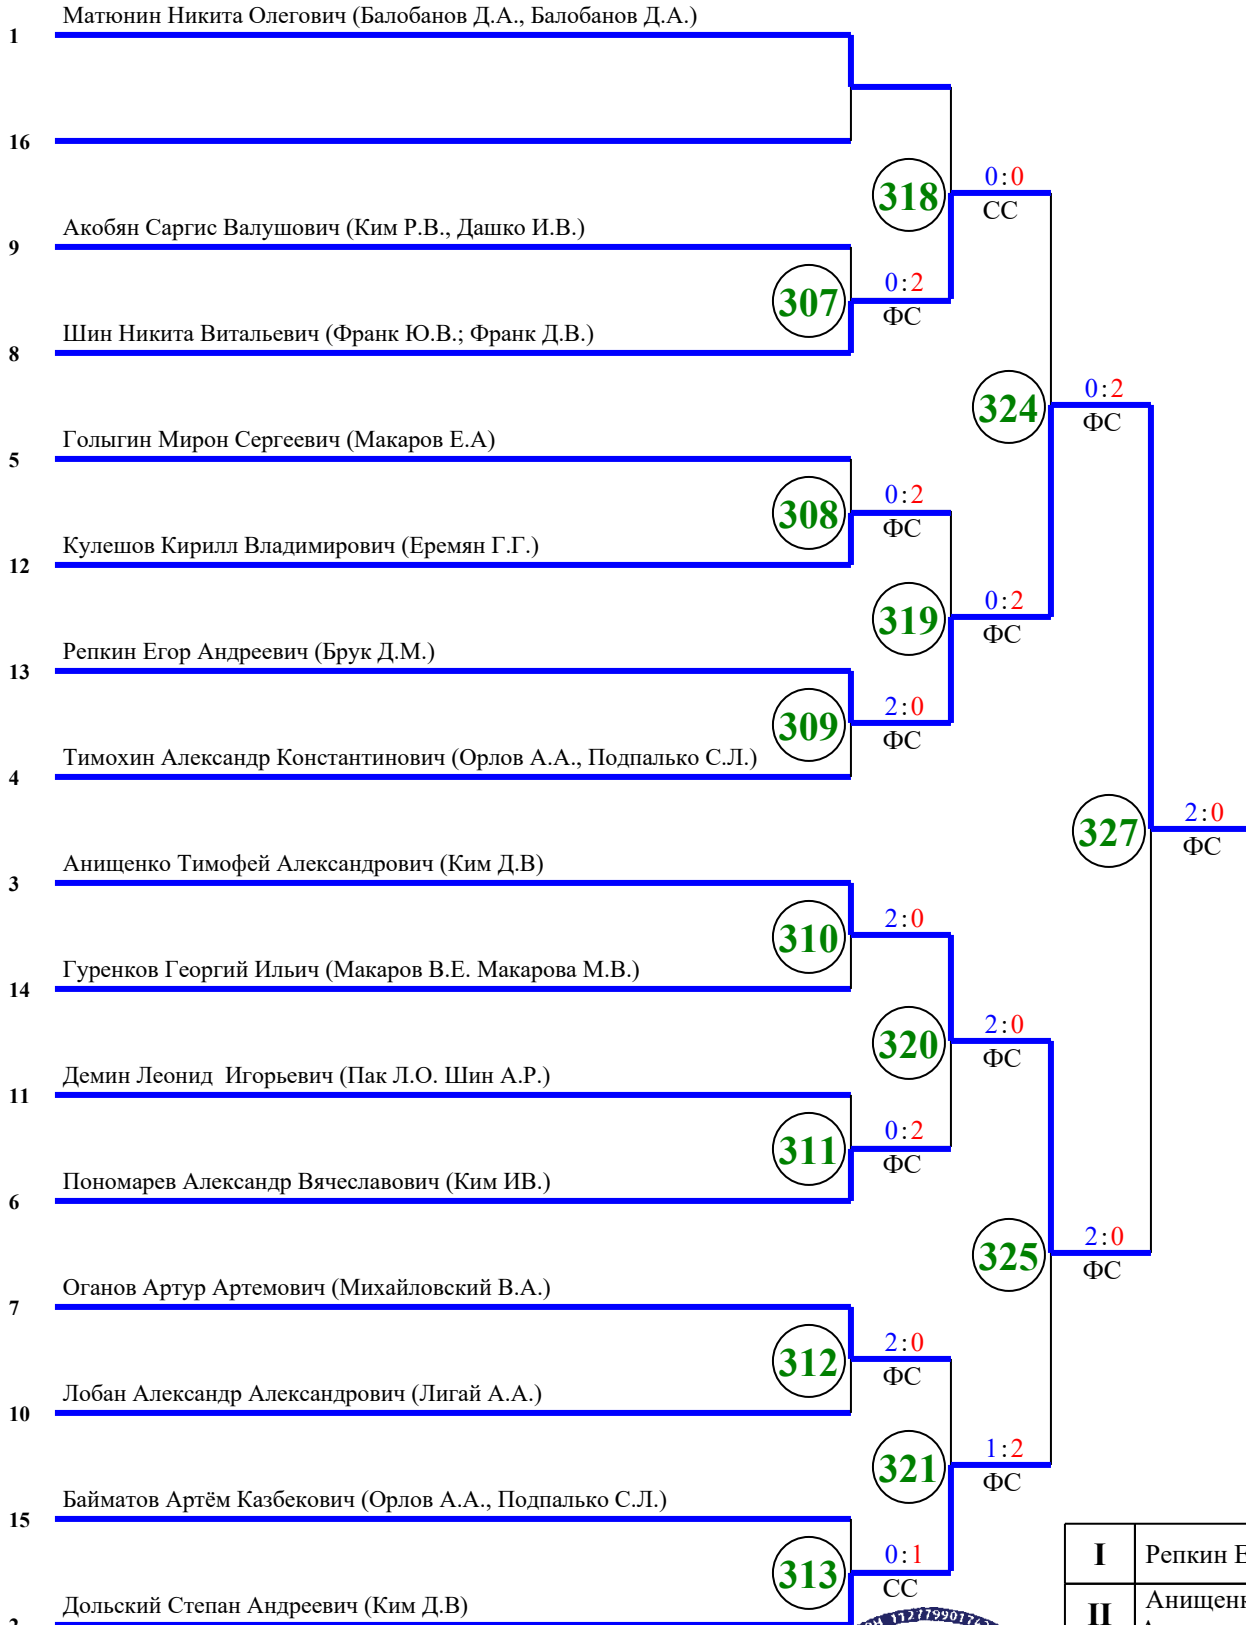 Матюнин Никита Олегович (Балобанов Д.А., Балобанов Д.А.)
1
16
318
0:0
СС
Акобян Саргис Валушович (Ким Р.В., Дашко И.В.)
9
307
0:2
ФС
Шин Никита Витальевич (Франк Ю.В.; Франк Д.В.)
8
324
0:2
ФС
Голыгин Мирон Сергеевич (Макаров Е.А)
5
308
0:2
ФС
Кулешов Кирилл Владимирович (Еремян Г.Г.)
12
319
0:2
ФС
Репкин Егор Андреевич (Брук Д.М.)
13
309
2:0
ФС
Тимохин Александр Константинович (Орлов А.А., Подпалько С.Л.)
4
327
2:0
ФС
Анищенко Тимофей Александрович (Ким Д.В)
3
310
2:0
Гуренков Георгий Ильич (Макаров В.Е. Макарова М.В.)
14
320
2:0
ФС
Демин Леонид  Игорьевич (Пак Л.О. Шин А.Р.)
11
311
0:2
ФС
Пономарев Александр Вячеславович (Ким ИВ.)
6
325
2:0
ФС
Оганов Артур Артемович (Михайловский В.А.)
7
312
2:0
ФС
Лобан Александр Александрович (Лигай А.А.)
10
321
1:2
ФС
Байматов Артём Казбекович (Орлов А.А., Подпалько С.Л.)
15
313
0:1
СС
Дольский Степан Андреевич (Ким Д.В)
I Репкин Е
II Анищенк